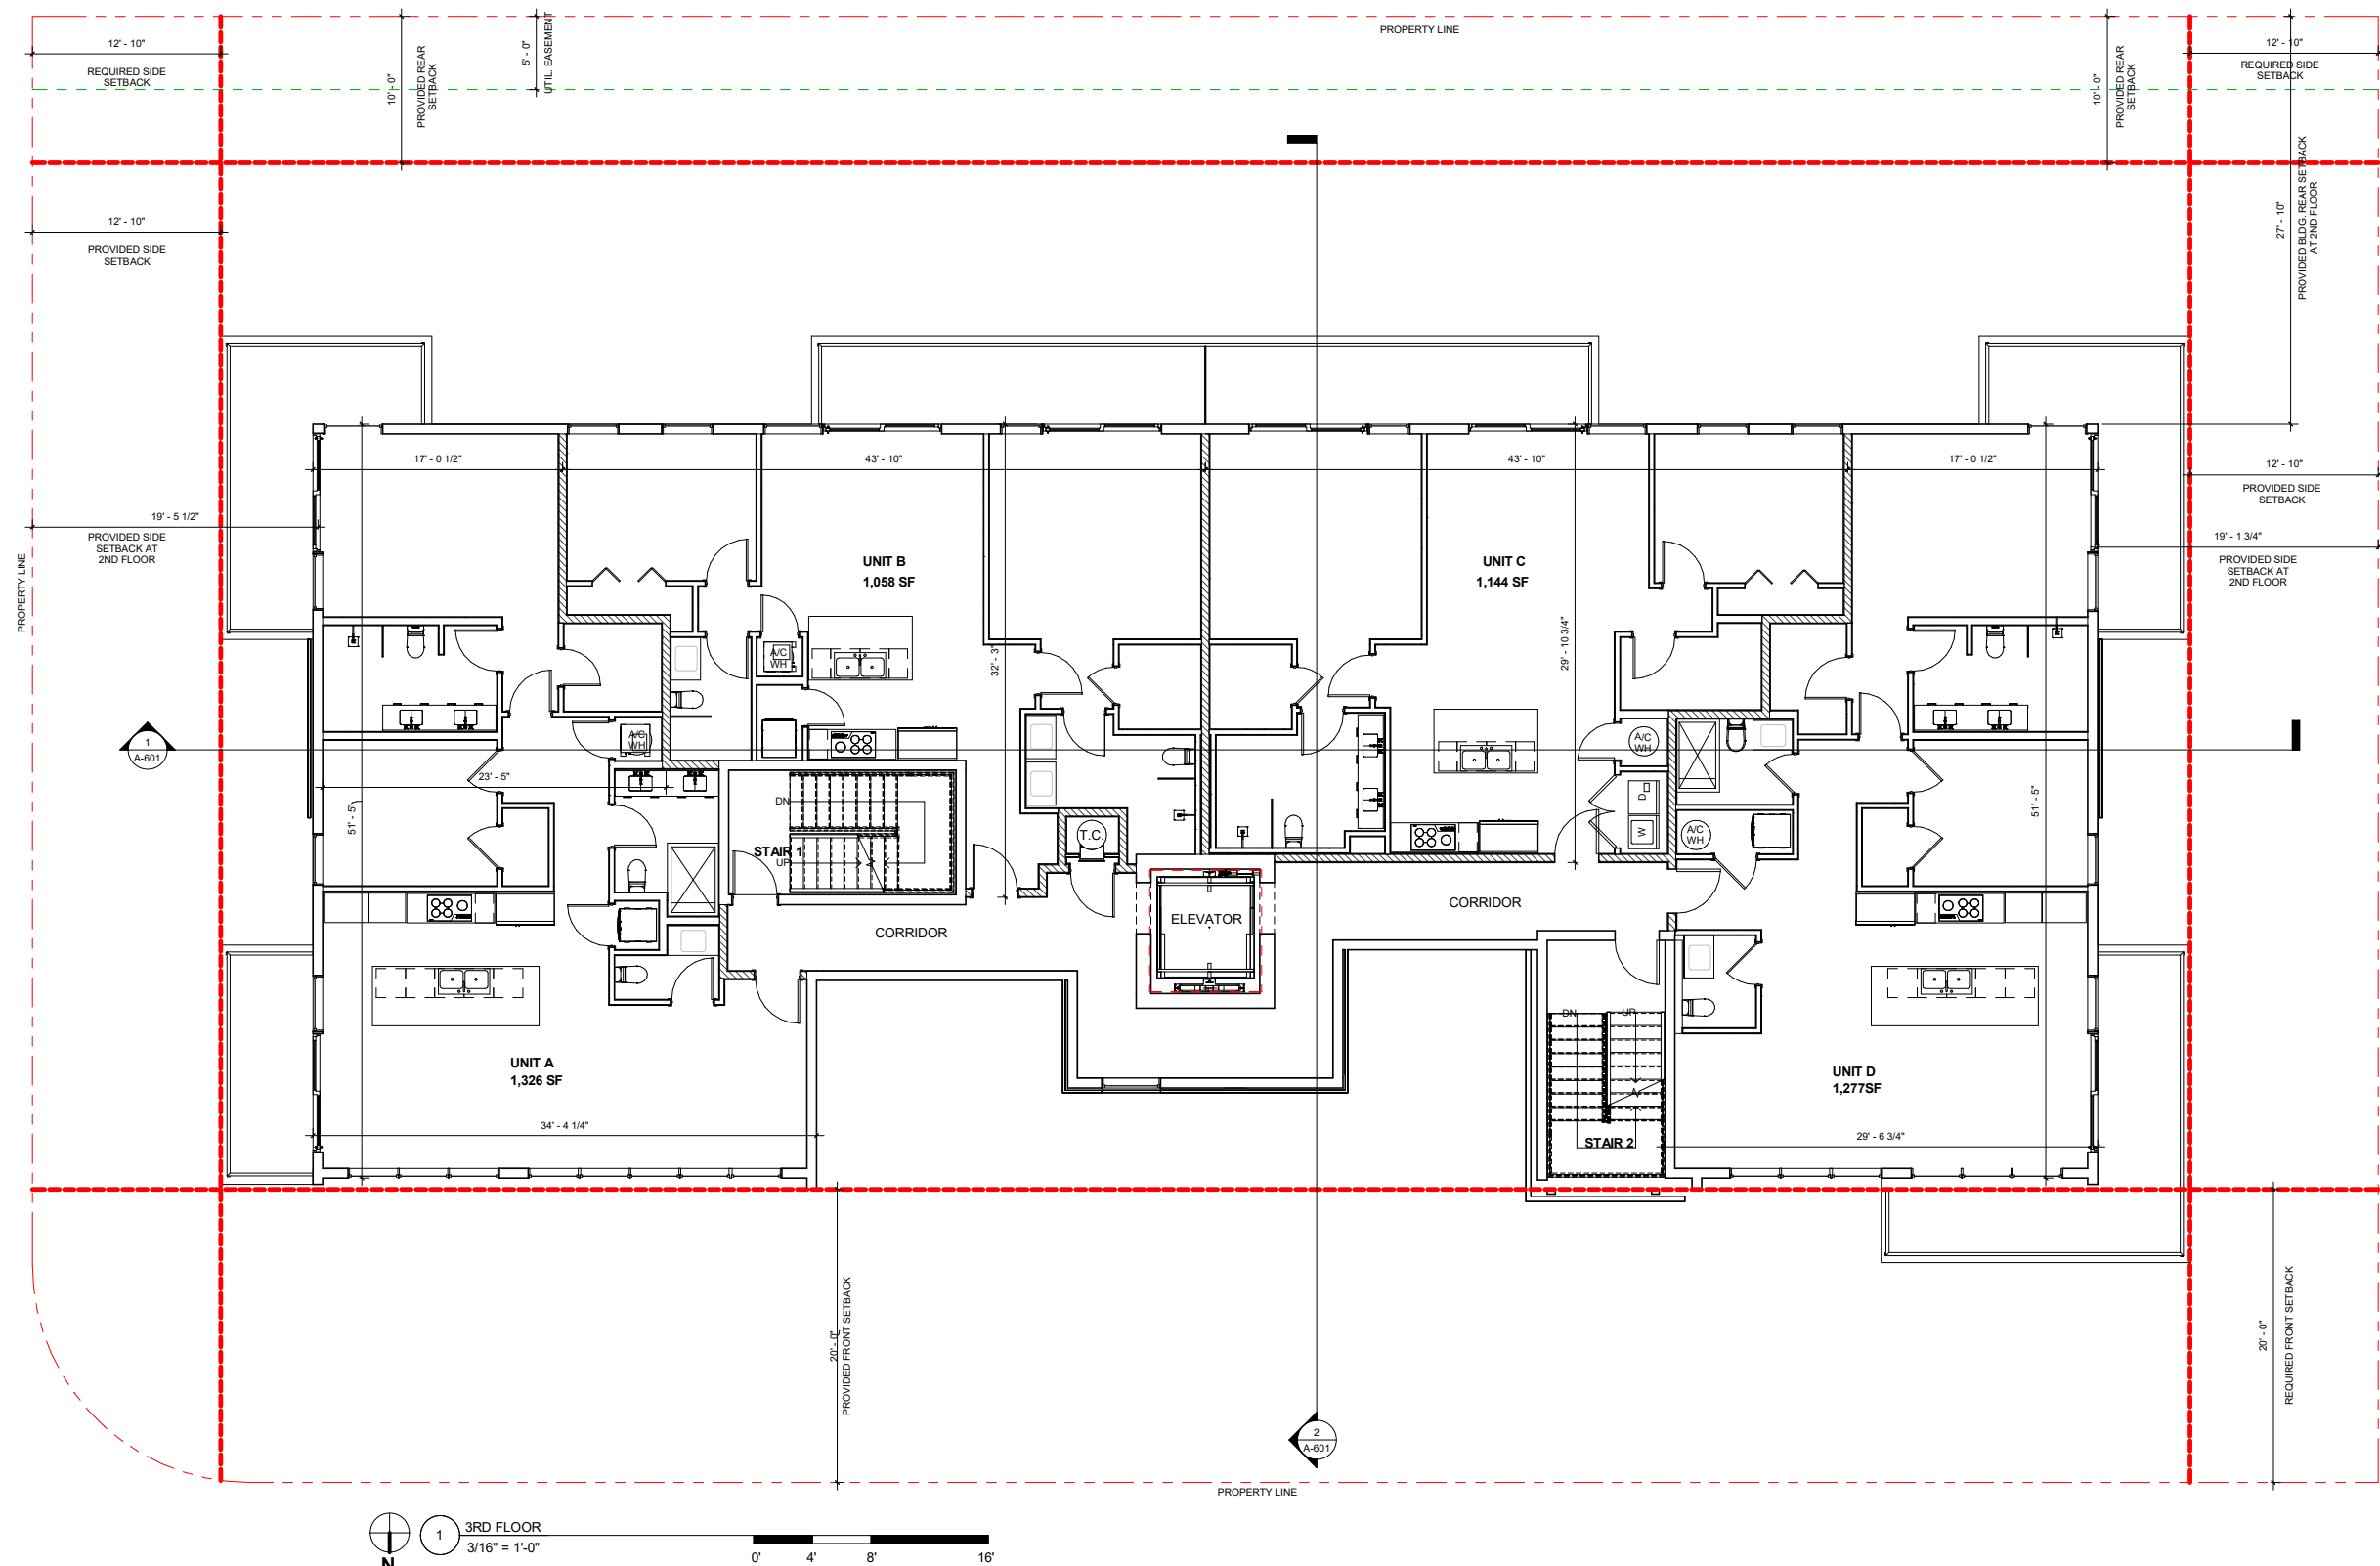 PROPERTY LINE
12' - 10"
REQUIRED SIDE
SETBACK
10' - 0"
PROVIDED REAR
SETBACK
5' - 0"
UTIL. EASEMENT
10' - 0"
PROVIDED REAR
SETBACK
12' - 10"
REQUIRED SIDE
SETBACK
27' - 10"
PROVIDED BLDG. REAR SETBACK
AT 2ND FLOOR
12' - 10"
PROVIDED SIDE
SETBACK
17' - 0 1/2"
43' - 10"
43' - 10"
17' - 0 1/2"
12' - 10"
PROVIDED SIDE
SETBACK
19' - 5 1/2"
PROVIDED SIDE
SETBACK AT
2ND FLOOR
19' - 1 3/4"
PROVIDED SIDE
SETBACK AT
2ND FLOOR
PROPERTY LINE
UNIT B
1,058 SF
UNIT C
1,144 SF
32' - 3"
29' - 10 3/4"
A/C
WH
A/C
WH
A/C
WH
A/C
WH
1
A-601
23' - 5"
51' - 5"
51' - 5"
D
W
DN
STAIR 1
UP
T.C.
ELEVATOR
CORRIDOR
CORRIDOR
DN
UP
STAIR 2
UNIT A
1,326 SF
UNIT D
1,277SF
34' - 4 1/4"
29' - 6 3/4"
20' - 0"
PROVIDED FRONT SETBACK
20' - 0"
REQUIRED FRONT SETBACK
2
A-601
PROPERTY LINE
N
1
3RD FLOOR
3/16" = 1'-0"
0'
4'
8'
16'